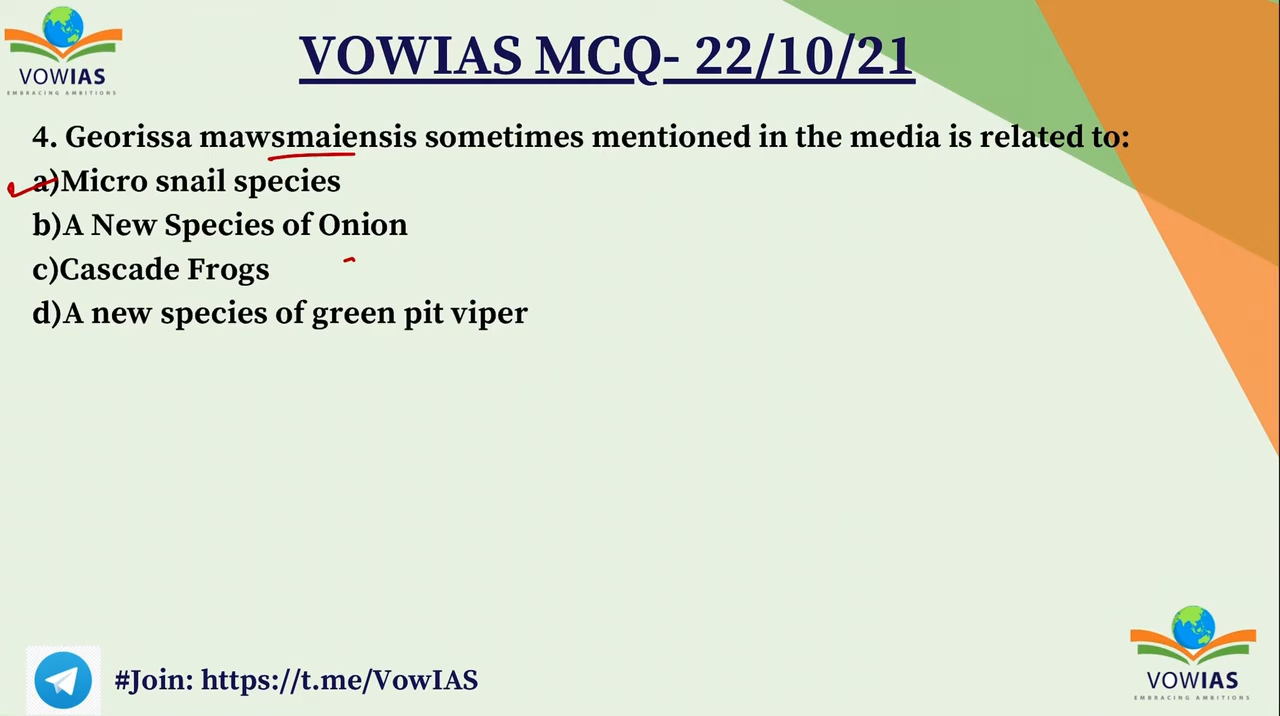 VOWIAS
EMBRACING AMBITIONS
VOWIAS MCQ- 22/10/21
4. Georissa mawsmaiensis sometimes mentioned in the media is related to:
a)Micro snail species
b)A New Species of Onion
c)Cascade Frogs
d)A new species of green pit viper
#Join: https://t.me/VowIAS
VOWIAS
EMBRACING AMBITIONS